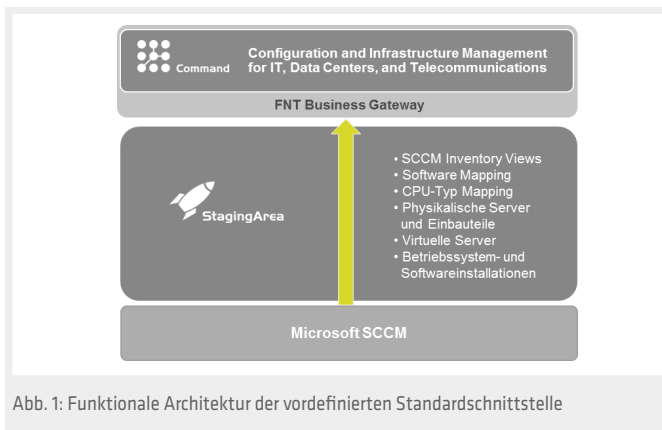 Command
Configuration and Infrastructure Management
for IT, Data Centers, and Telecommunications
FNT Business Gateway
StagingArea
• SCCM Inventory Views
• Software Mapping
• CPU-Typ Mapping
• Physikalische Server
und Einbauteile
• Virtuelle Server
• Betriebssystem- und
Softwareinstallationen
Microsoft SCCM
Abb. 1: Funktionale Architektur der vordefinierten Standardschnittstelle